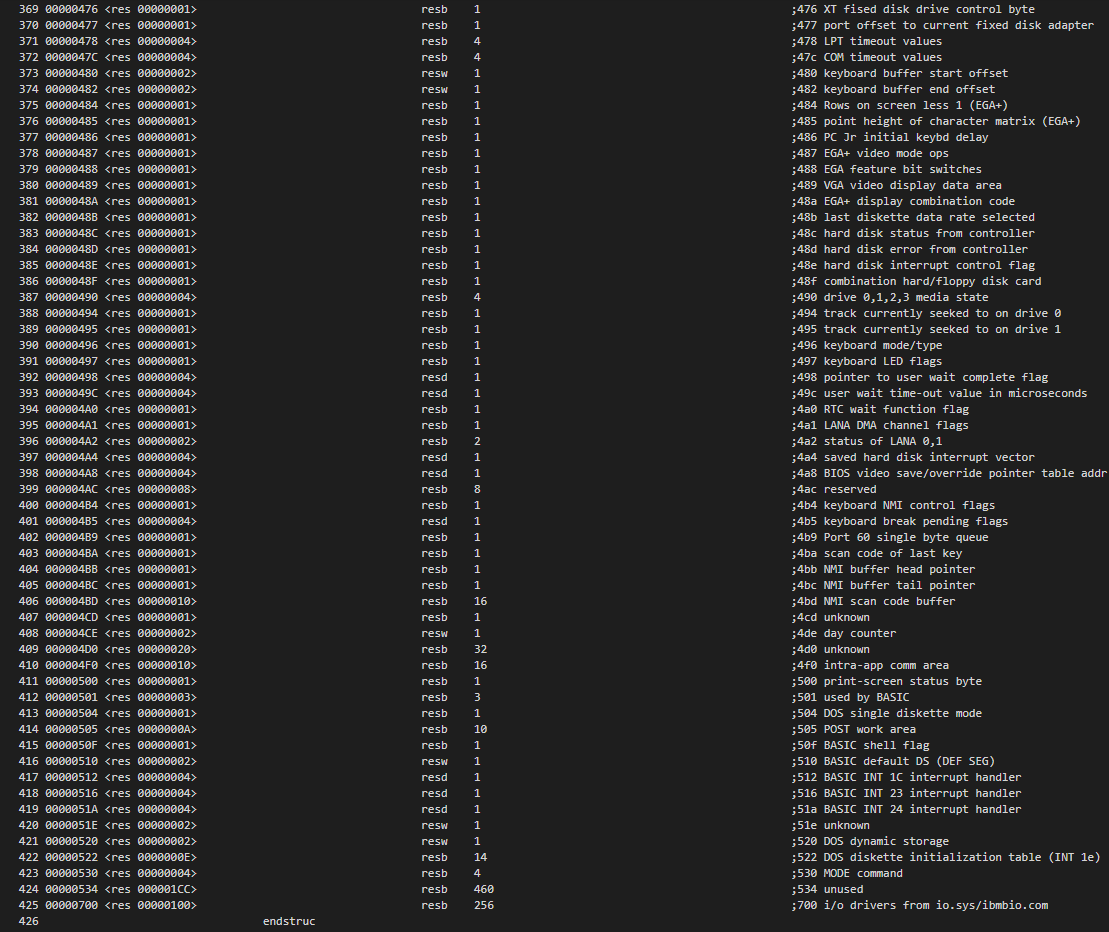 369 00000476 <res 00000001> resb 1 ;476 XT fised disk drive control byte
370 00000477 <res 00000001> resb 1 ;477 port offset to current fixed disk adapter
371 00000478 <res 00000004> resb 4 ;478 LPT timeout values
372 0000047C <res 00000004> resb 4 ;47c COM timeout values
373 00000480 <res 00000002> resw 1 ;480 keyboard buffer start offset
374 00000482 <res 00000002> resw 1 ;482 keyboard buffer end offset
375 00000484 <res 00000001> resb 1 ;484 Rows on screen less 1 (EGA+)
376 00000485 <res 00000001> resb 1 ;485 point height of character matrix (EGA+)
377 00000486 <res 00000001> resb 1 ;486 PC Jr initial keybd delay
378 00000487 <res 00000001> resb 1 ;487 EGA+ video mode ops
379 00000488 <res 00000001> resb 1 ;488 EGA feature bit switches
380 00000489 <res 00000001> resb 1 ;489 VGA video display data area
381 0000048A <res 00000001> resb 1 ;48a EGA+ display combination code
382 0000048B <res 00000001> resb 1 ;48b last diskette data rate selected
383 0000048C <res 00000001> resb 1 ;48c hard disk status from controller
384 0000048D <res 00000001> resb 1 ;48d hard disk error from controller
385 0000048E <res 00000001> resb 1 ;48e hard disk interrupt control flag
386 0000048F <res 00000001> resb 1 ;48f combination hard/floppy disk card
387 00000490 <res 00000004> resb 4 ;490 drive 0,1,2,3 media state
388 00000494 <res 00000001> resb 1 ;494 track currently seeked to on drive 0
389 00000495 <res 00000001> resb 1 ;495 track currently seeked to on drive 1
390 00000496 <res 00000001> resb 1 ;496 keyboard mode/type
391 00000497 <res 00000001> resb 1 ;497 keyboard LED flags
392 00000498 <res 00000004> resd 1 ;498 pointer to user wait complete flag
393 0000049C <res 00000004> resd 1 ;49c user wait time-out value in microseconds
394 000004A0 <res 00000001> resb 1 ;4a0 RTC wait function flag
395 000004A1 <res 00000001> resb 1 ;4a1 LANA DMA channel flags
396 000004A2 <res 00000002> resb 2 ;4a2 status of LANA 0,1
397 000004A4 <res 00000004> resd 1 ;4a4 saved hard disk interrupt vector
398 000004A8 <res 00000004> resd 1 ;4a8 BIOS video save/override pointer table addr
399 000004AC <res 00000008> resb 8 ;4ac reserved
400 000004B4 <res 00000001> resb 1 ;4b4 keyboard NMI control flags
401 000004B5 <res 00000004> resd 1 ;4b5 keyboard break pending flags
402 000004B9 <res 00000001> resb 1 ;4b9 Port 60 single byte queue
403 000004BA <res 00000001> resb 1 ;4ba scan code of last key
404 000004BB <res 00000001> resb 1 ;4bb NMI buffer head pointer
405 000004BC <res 00000001> resb 1 ;4bc NMI buffer tail pointer
406 000004BD <res 00000010> resb 16 ;4bd NMI scan code buffer
407 000004CD <res 00000001> resb 1 ;4cd unknown
408 000004CE <res 00000002> resw 1 ;4de day counter
409 000004D0 <res 00000020> resb 32 ;4d0 unknown
410 000004F0 <res 00000010> resb 16 ;4f0 intra-app comm area
411 00000500 <res 00000001> resb 1 ;500 print-screen status byte
412 00000501 <res 00000003> resb 3 ;501 used by BASIC
413 00000504 <res 00000001> resb 1 ;504 DOS single diskette mode
414 00000505 <res 0000000A> resb 10 ;505 POST work area
415 0000050F <res 00000001> resb 1 ;50f BASIC shell flag
416 00000510 <res 00000002> resw 1 ;510 BASIC default DS (DEF SEG)
417 00000512 <res 00000004> resd 1 ;512 BASIC INT 1C interrupt handler
418 00000516 <res 00000004> resd 1 ;516 BASIC INT 23 interrupt handler
419 0000051A <res 00000004> resd 1 ;51a BASIC INT 24 interrupt handler
420 0000051E <res 00000002> resw 1 ;51e unknown
421 00000520 <res 00000002> resw 1 ;520 DOS dynamic storage
422 00000522 <res 0000000E> resb 14 ;522 DOS diskette initialization table (INT 1e)
423 00000530 <res 00000004> resb 4 ;530 MODE command
424 00000534 <res 000001CC> resb 460 ;534 unused
425 00000700 <res 00000100> resb 256 ;700 i/o drivers from io.sys/ibmbio.com
426 endstruc